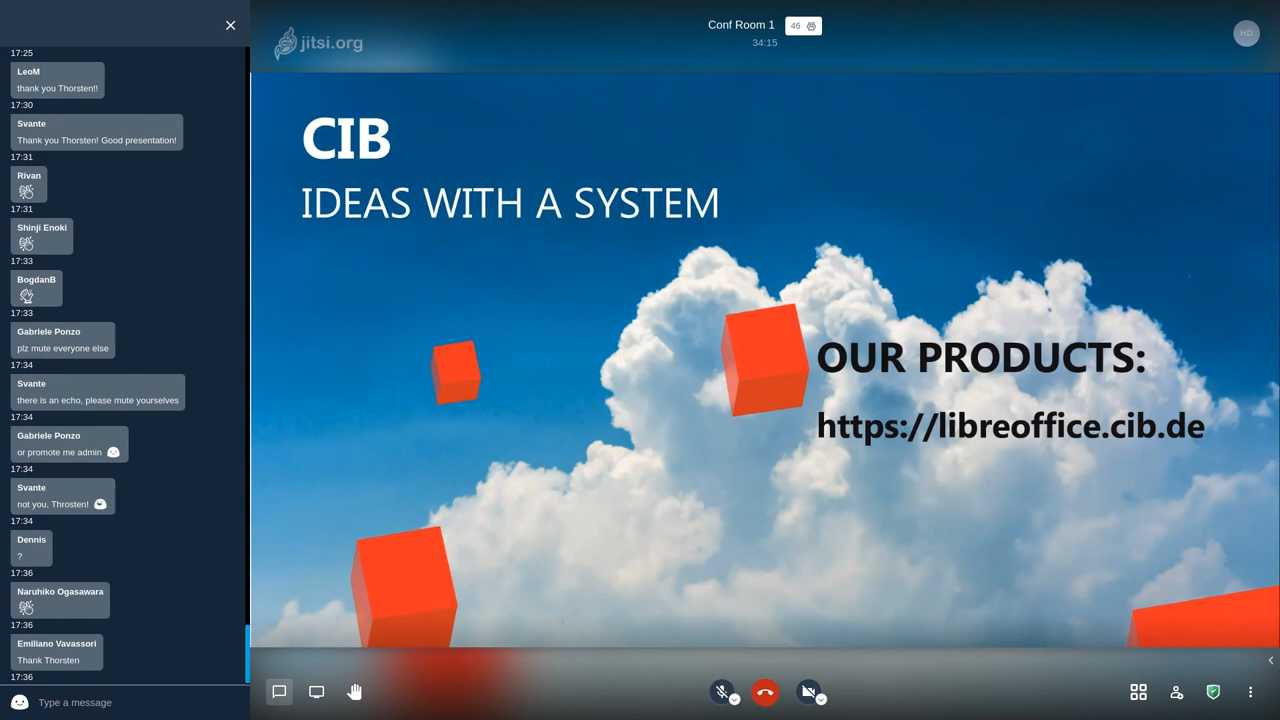 17:25
LeoM
thank you Thorsten!!
17:30
Svante
Thank you Thorsten! Good presentation!
17:31
Rivan
17:31
Shinji Enoki
17:33
BogdanB
17:33
Gabriele Ponzo
plz mute everyone else
17:34
Svante
there is an echo, please mute yourselves
17:34
Gabriele Ponzo
or promote me admin
17:34
Svante
not you, Throsten!
17:34
Dennis
?
17:36
Naruhiko Ogasawara
17:36
Emiliano Vavassori
Thank Thorsten
17:36
Type a message
jitsi.org
Conf Room 1
46
34:15
HD
CIB
IDEAS WITH A SYSTEM
OUR PRODUCTS:
https://libreoffice.cib.de